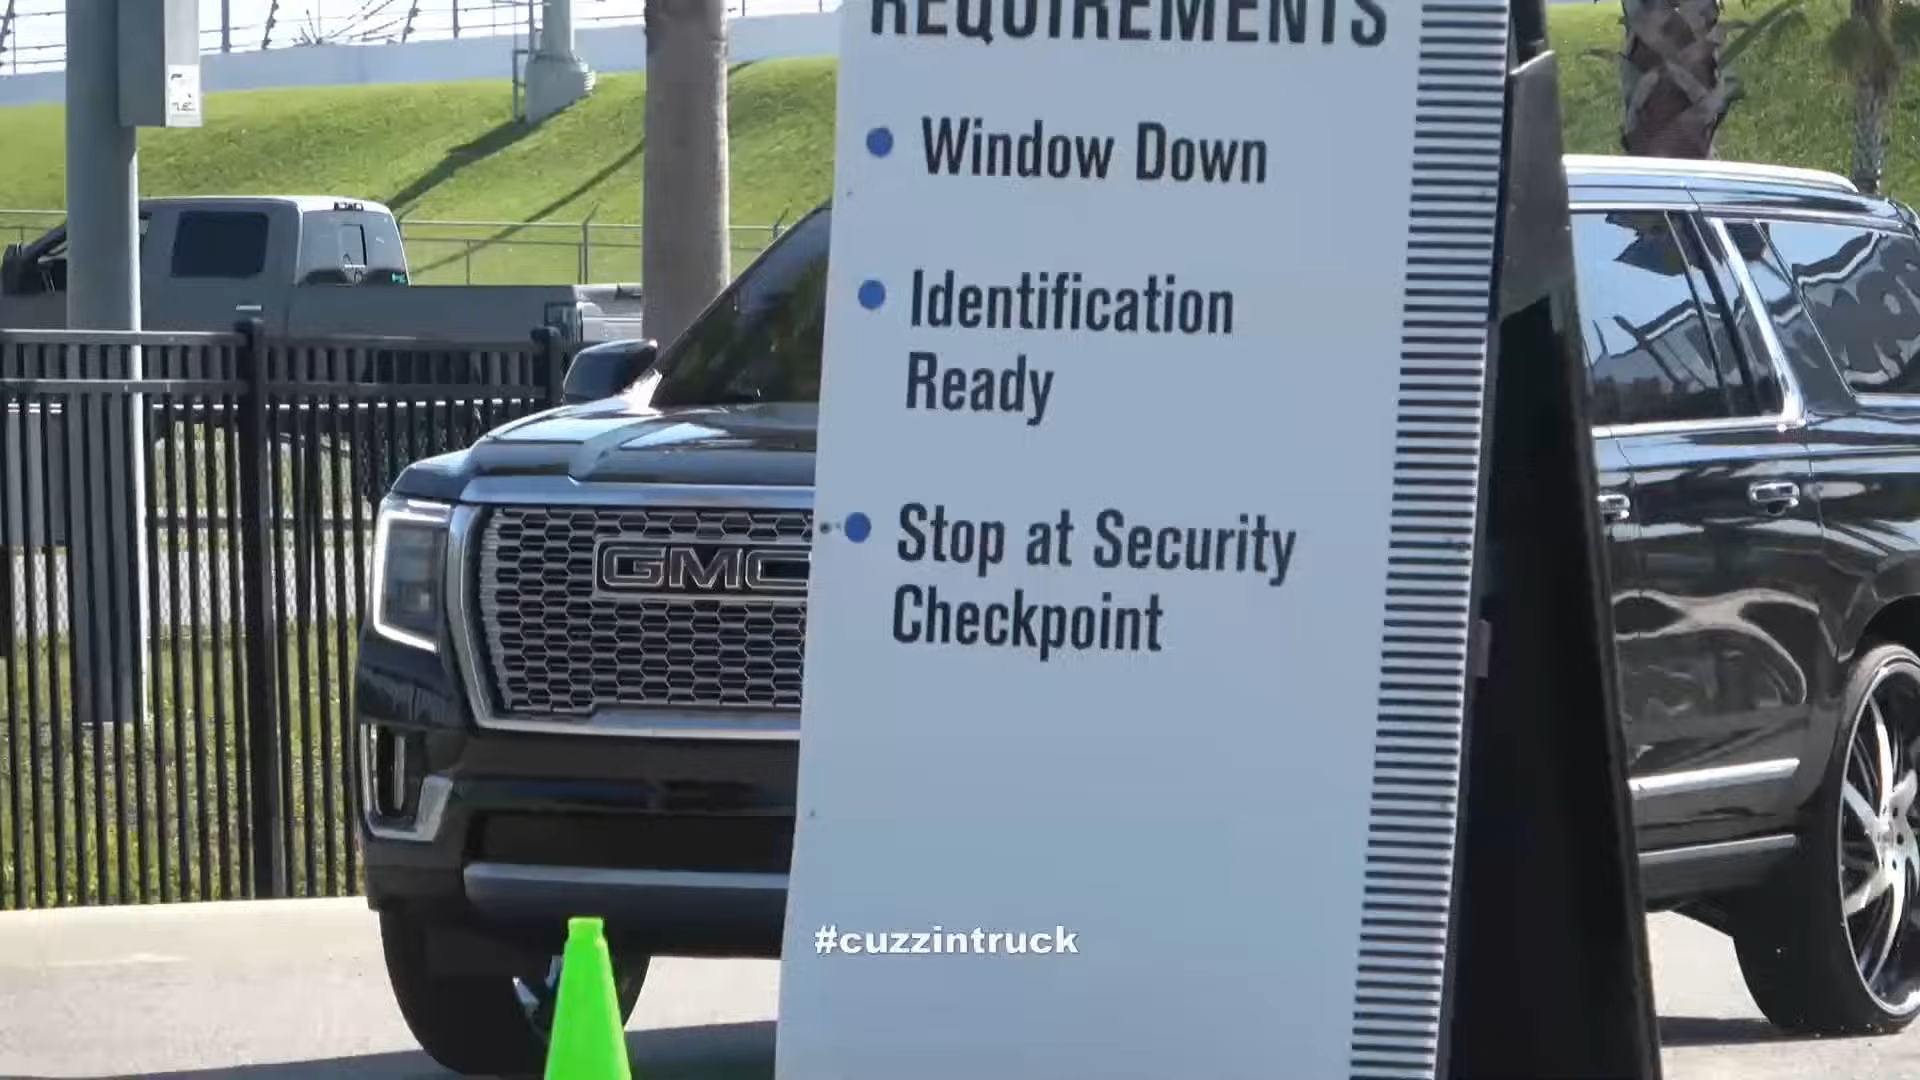 REQUIREMENTS
Window Down
Identification
Ready
Stop at Security
Checkpoint
GMC
#cuzzintruck